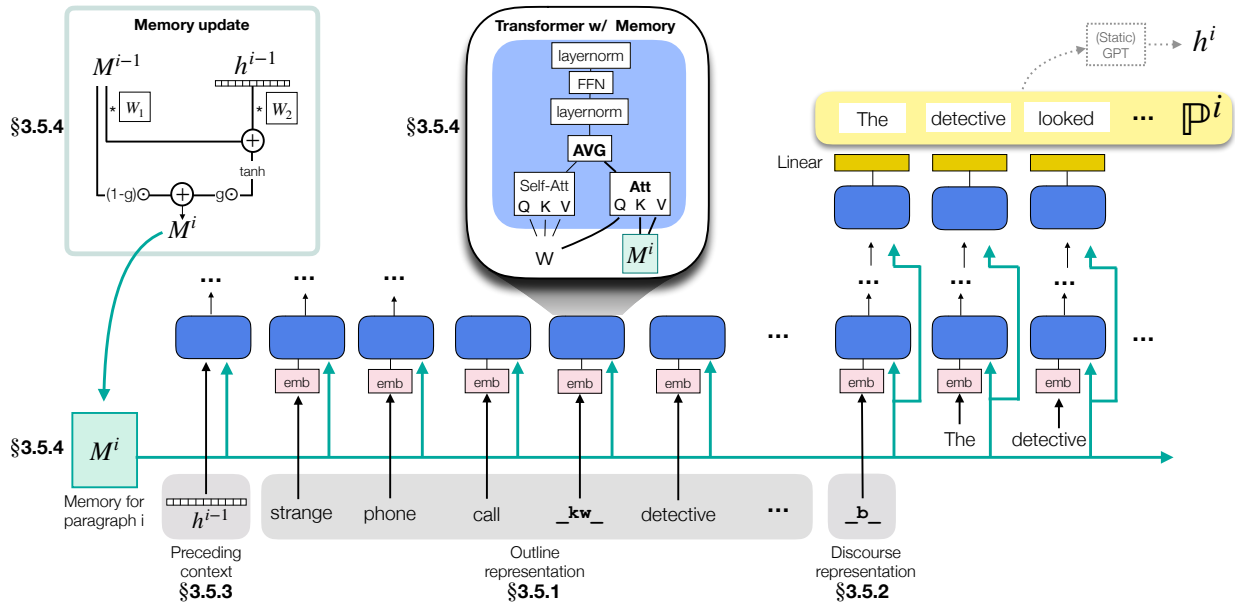 Memory update
M^{i-1}
h^{i-1}
* W_1
* W_2
+
tanh
(1-g)⊙ + g⊙
M^i
§3.5.4
Transformer w/ Memory
layernorm
FFN
layernorm
AVG
Self-Att
Q K V
Att
Q K V
W
M^i
§3.5.4
(Static)
GPT
h^i
The detective looked ... ℙ^i
Linear
... ... ...
... ... ...
... ...
emb emb emb emb emb emb emb emb
The detective
§3.5.4
M^i
Memory for
paragraph i
h^{i-1}
strange phone call _kw_ detective ...
_b_
Preceding
context
§3.5.3
Outline
representation
§3.5.1
Discourse
representation
§3.5.2